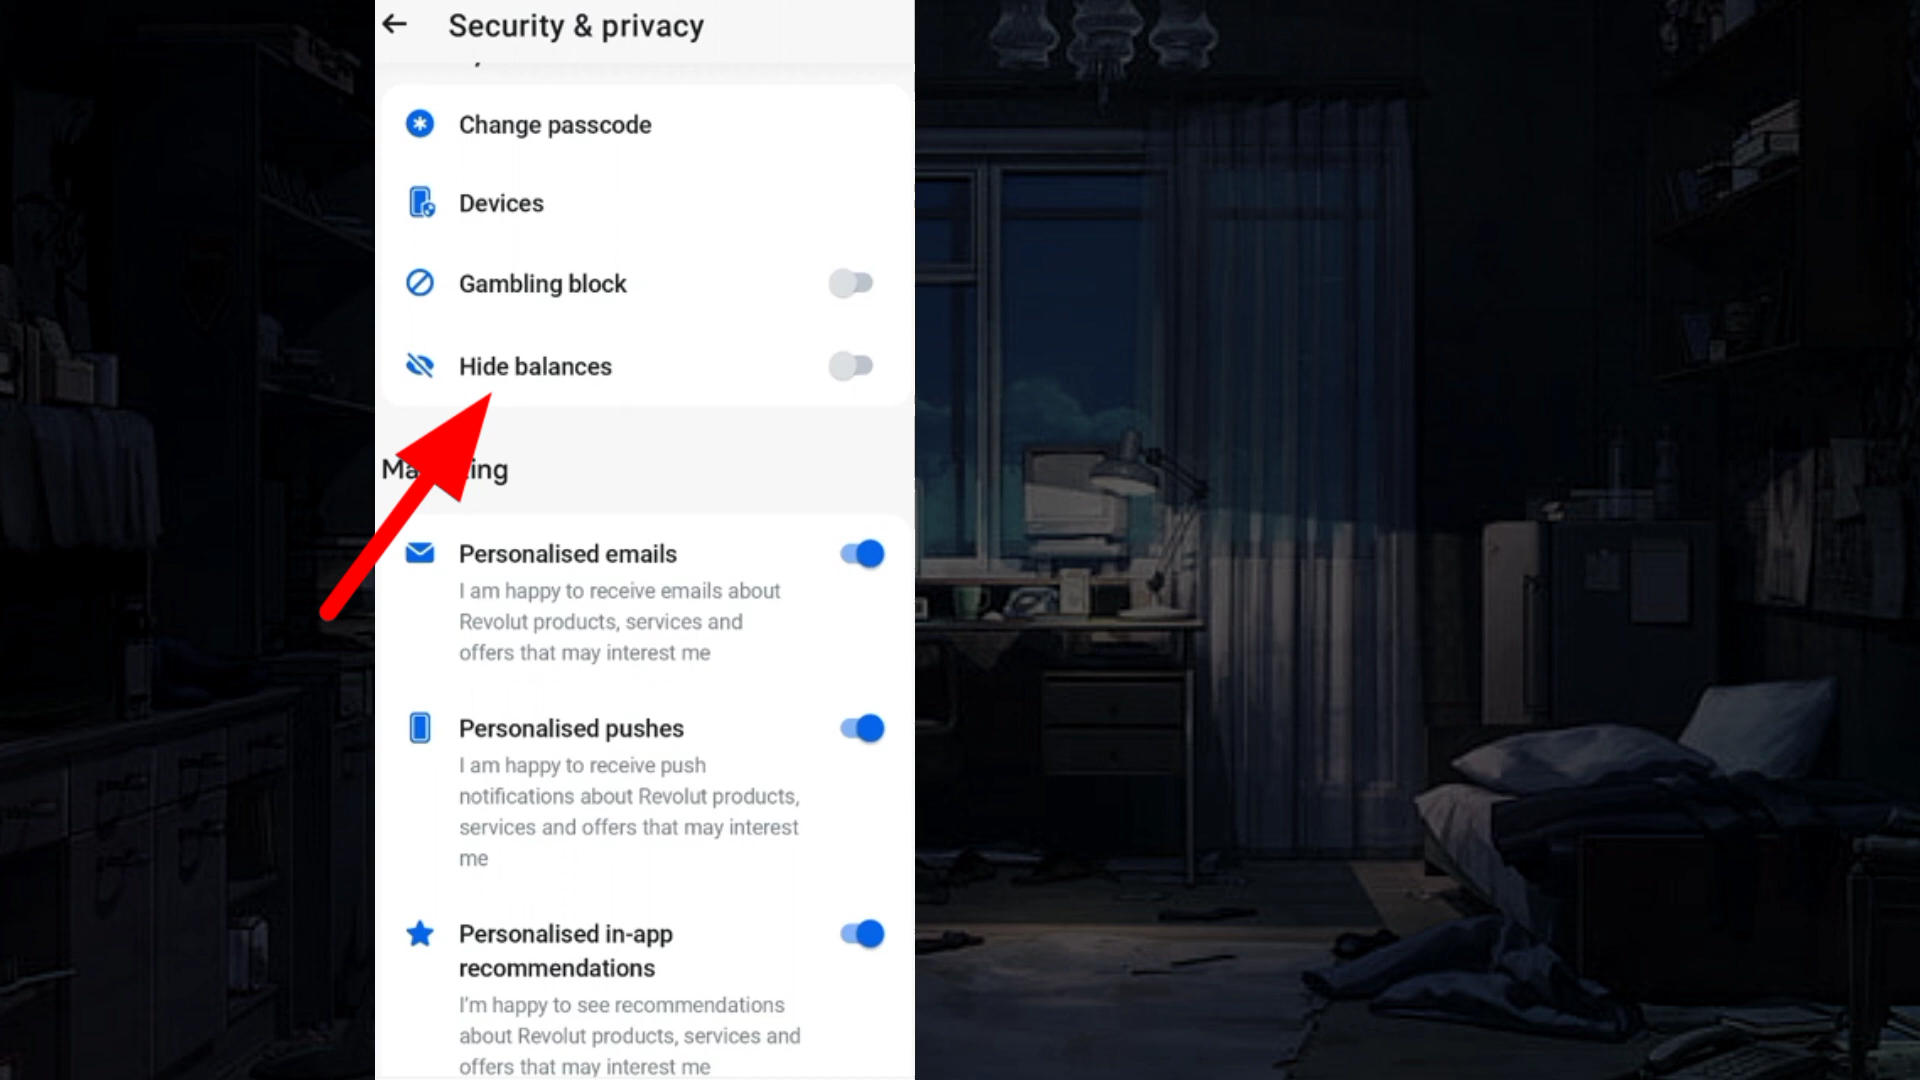 Security & privacy
Change passcode
Devices
Gambling block
Hide balances
Personalised emails
I am happy to receive emails about
Revolut products, services and
offers that may interest me
Personalised pushes
I am happy to receive push
notifications about Revolut products,
services and offers that may interest
me
Personalised in-app
recommendations
I'm happy to see recommendations
about Revolut products, services and
offers that may interest me